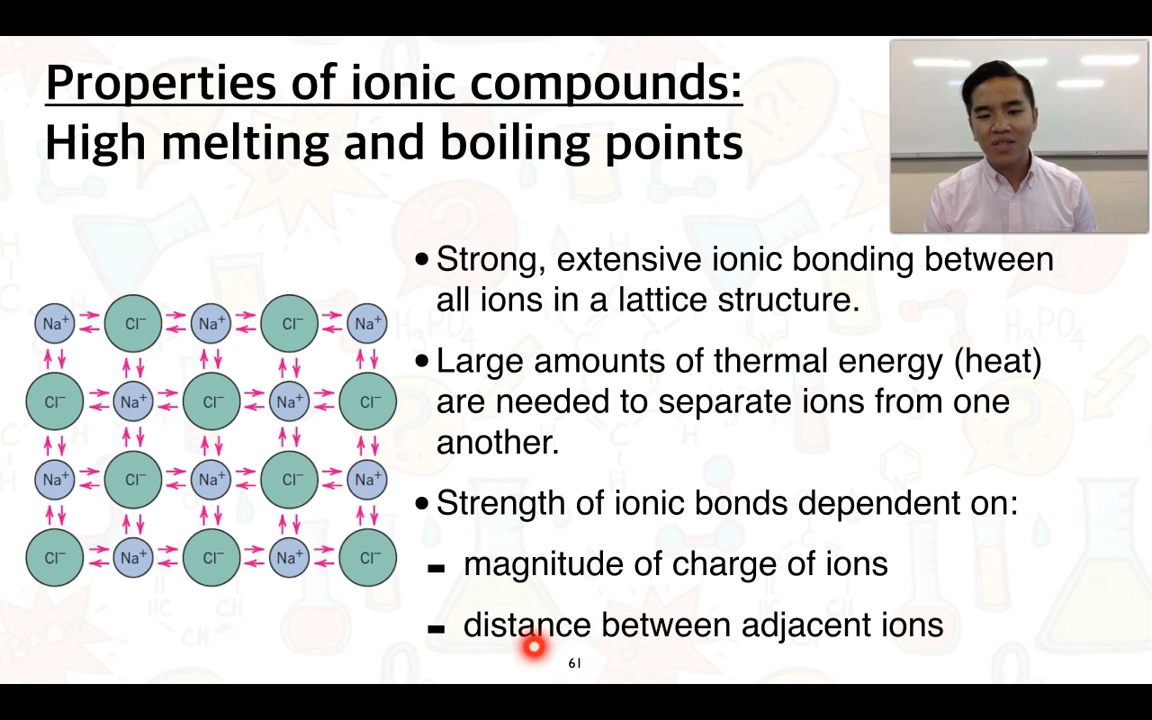 Properties of ionic compounds:
High melting and boiling points
• Strong, extensive ionic bonding between
all ions in a lattice structure.
• Large amounts of thermal energy (heat)
are needed to separate ions from one
another.
• Strength of ionic bonds dependent on:
- magnitude of charge of ions
- distance between adjacent ions
Na⁺ Cl⁻ Na⁺ Cl⁻ Na⁺
Cl⁻ Na⁺ Cl⁻ Na⁺ Cl⁻
Na⁺ Cl⁻ Na⁺ Cl⁻ Na⁺
Cl⁻ Na⁺ Cl⁻ Na⁺ Cl⁻
H₃PO₄
H₃PO₄
BOOM
61